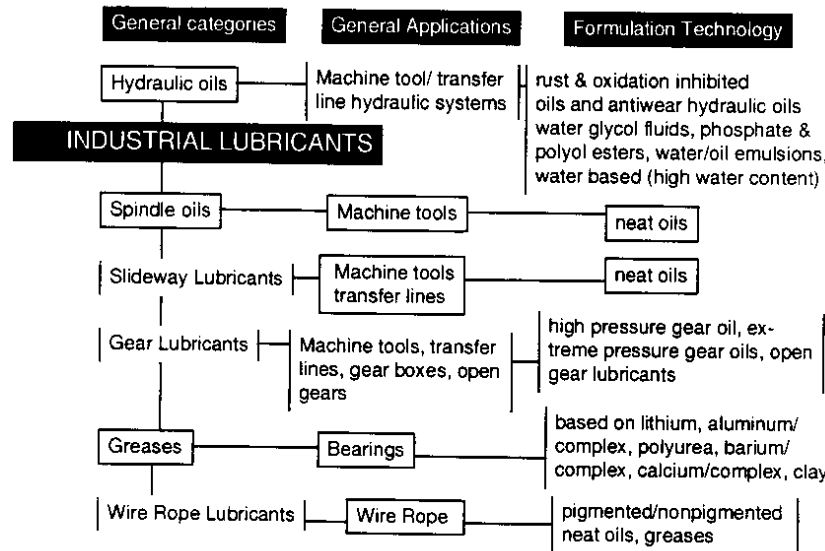 General categories
General Applications
Formulation Technology
Hydraulic oils
Machine tool/ transfer
line hydrautic systems
rust & oxidation inhibited
oils and antiwear hydraulic oils
water glycol fluids, phosphate &
polyol esters, water/oil emulsions,
water based (high water content)
INDUSTRIAL LUBRICANTS
Spindle oils
Machine tools
neat oils
Slideway Lubricants
Machine tools
transfer lines
neat oils
Gear Lubricants
Machine tools, transfer
lines, gear boxes, open
gears
high pressure gear oil, ex-
treme pressure gear oils, open
gear lubricants
Greases
Bearings
based on lithium, aluminum/
complex, polyurea, barium/
complex, calcium/complex, clay
Wire Rope Lubricants
Wire Rope
pigmented/nonpigmented
neat oils, greases